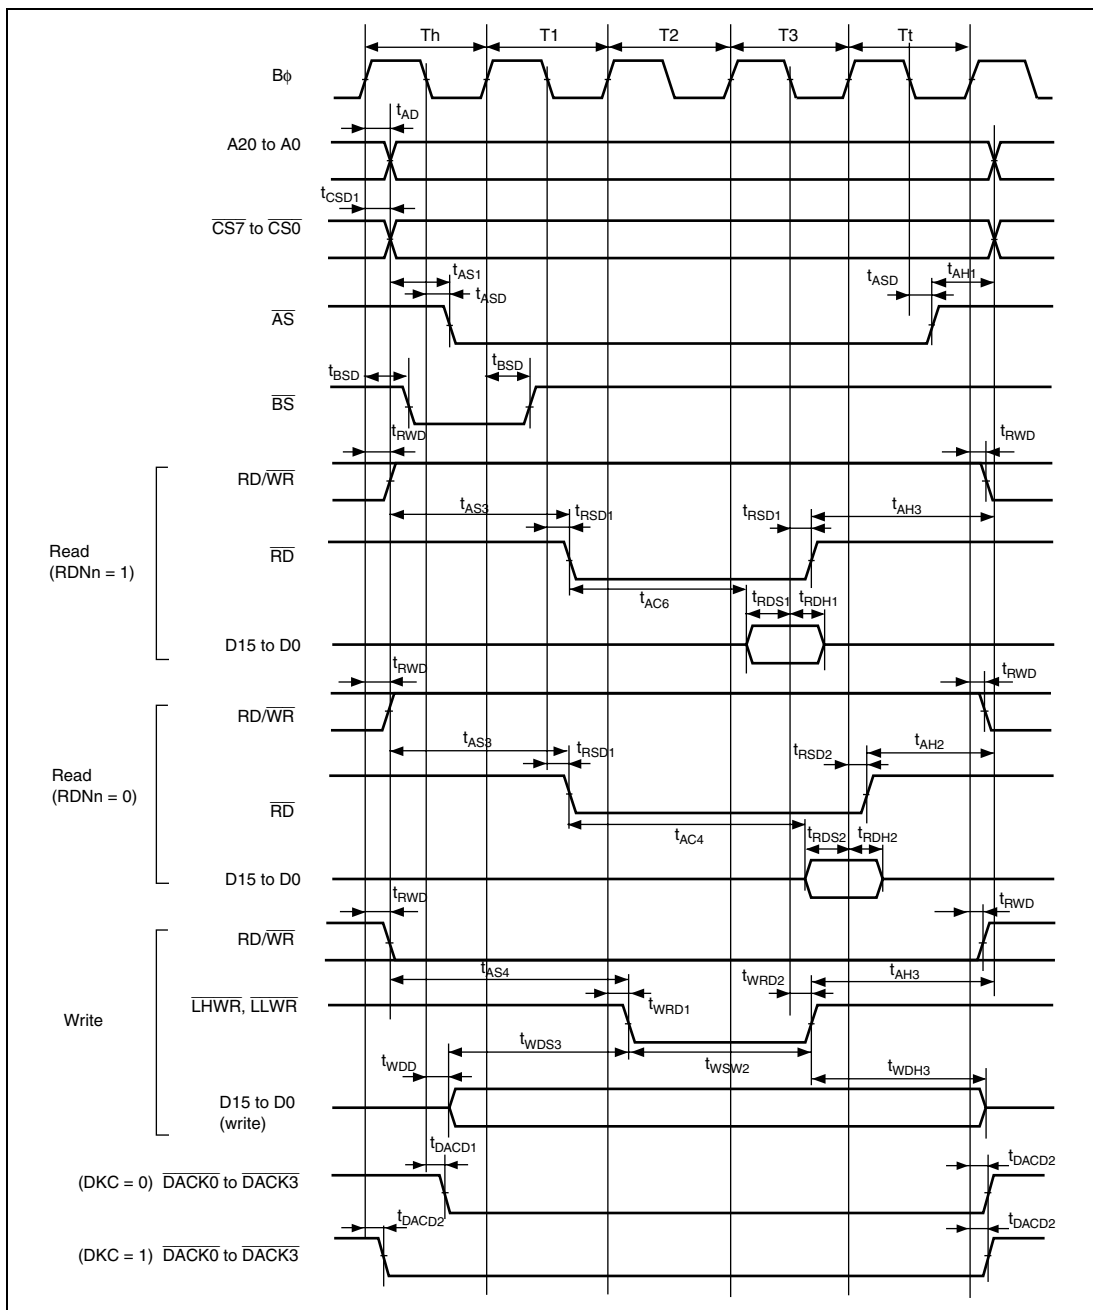 Th T1 T2 T3 Tt
Bϕ
tAD
A20 to A0
tCSD1
CS7 to CS0
tAS1 tASD tASD tAH1
AS
tBSD tBSD
BS
tRWD tRWD
RD/WR
tAS3 tRSD1 tRSD1 tAH3
Read
(RDNn = 1)
RD
tAC6 tRDS1 tRDH1
D15 to D0
tRWD tRWD
RD/WR
tAS3 tRSD1 tRSD2 tAH2
Read
(RDNn = 0)
RD
tAC4 tRDS2 tRDH2
D15 to D0
tRWD tRWD
RD/WR
tAS4 tWRD2 tAH3
LHWR, LLWR
tWRD1
Write
tWDS3 tWSW2
tWDD tWDH3
D15 to D0
(write)
tDACD1 tDACD2
(DKC = 0) DACK0 to DACK3
tDACD2 tDACD2
(DKC = 1) DACK0 to DACK3